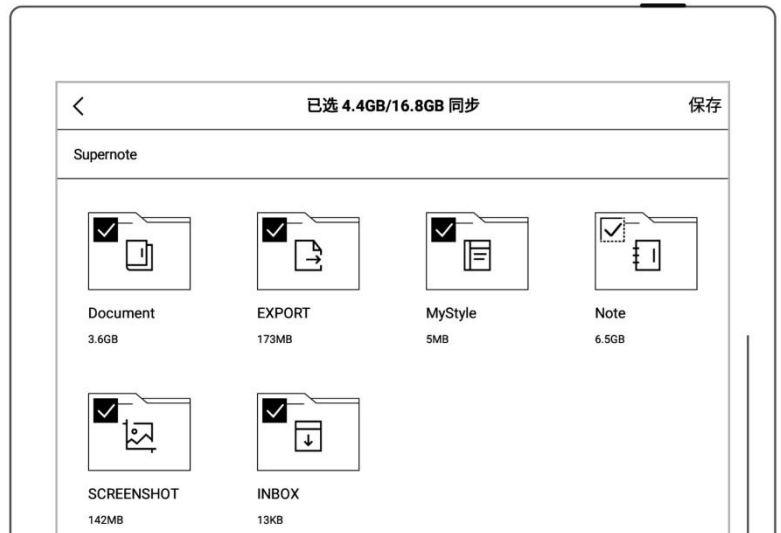 已选 4.4GB/16.8GB 同步 保存
Supernote
Document EXPORT MyStyle Note
3.6GB 173MB 5MB 6.5GB
SCREENSHOT INBOX
142MB 13KB